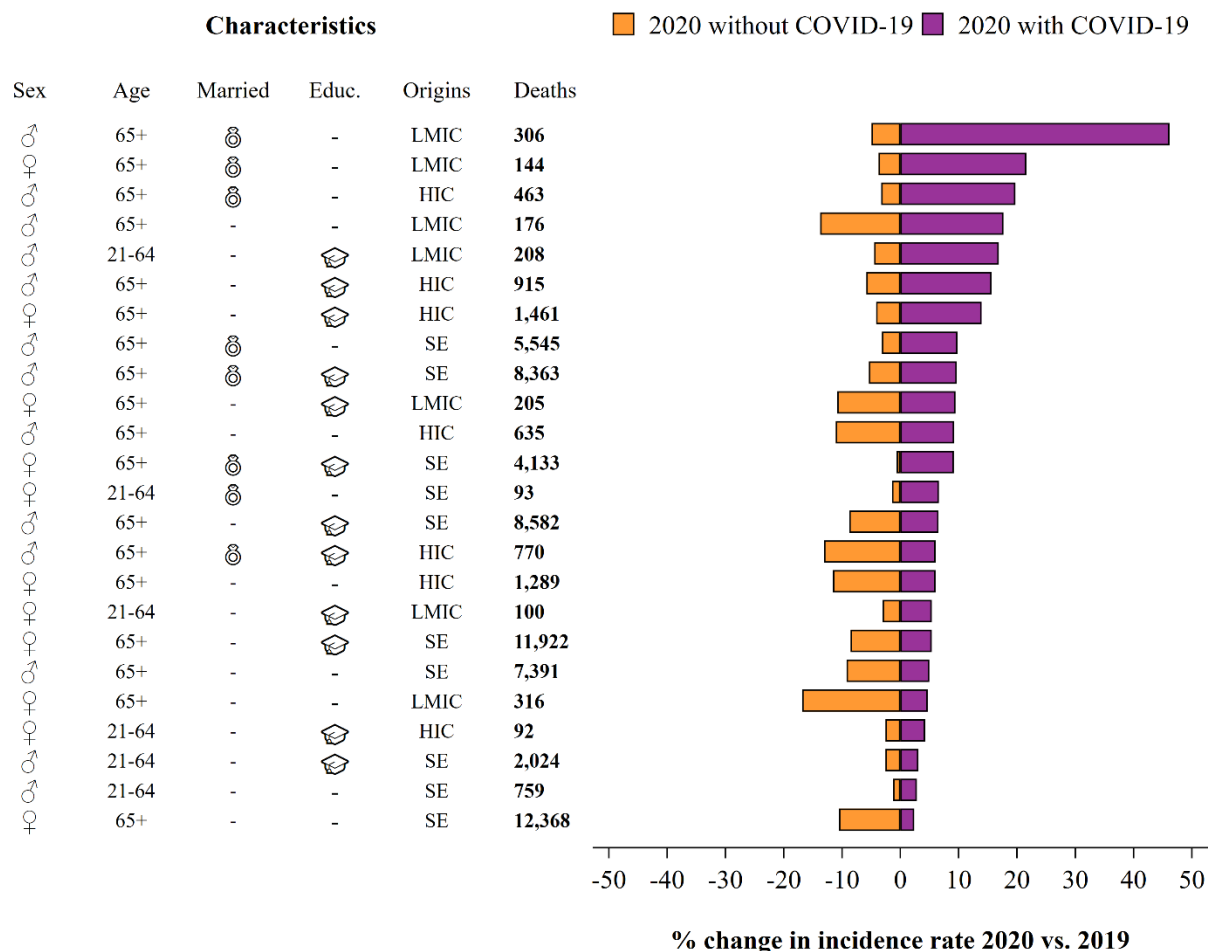 Characteristics
2020 without COVID-19 2020 with COVID-19
Sex Age Married Educ. Origins Deaths
♂ 65+ - LMIC 306
♀ 65+ - LMIC 144
♂ 65+ - HIC 463
♂ 65+ - - LMIC 176
♂ 21-64 - LMIC 208
♂ 65+ - HIC 915
♀ 65+ - HIC 1,461
♂ 65+ - SE 5,545
♂ 65+ SE 8,363
♀ 65+ - LMIC 205
♂ 65+ - - HIC 635
♀ 65+ SE 4,133
♀ 21-64 - SE 93
♂ 65+ - SE 8,582
♂ 65+ HIC 770
♀ 65+ - - HIC 1,289
♀ 21-64 - LMIC 100
♀ 65+ - SE 11,922
♂ 65+ - - SE 7,391
♀ 65+ - - LMIC 316
♀ 21-64 - HIC 92
♂ 21-64 - SE 2,024
♂ 21-64 - - SE 759
♀ 65+ - - SE 12,368
-50 -40 -30 -20 -10 0 10 20 30 40 50
% change in incidence rate 2020 vs. 2019